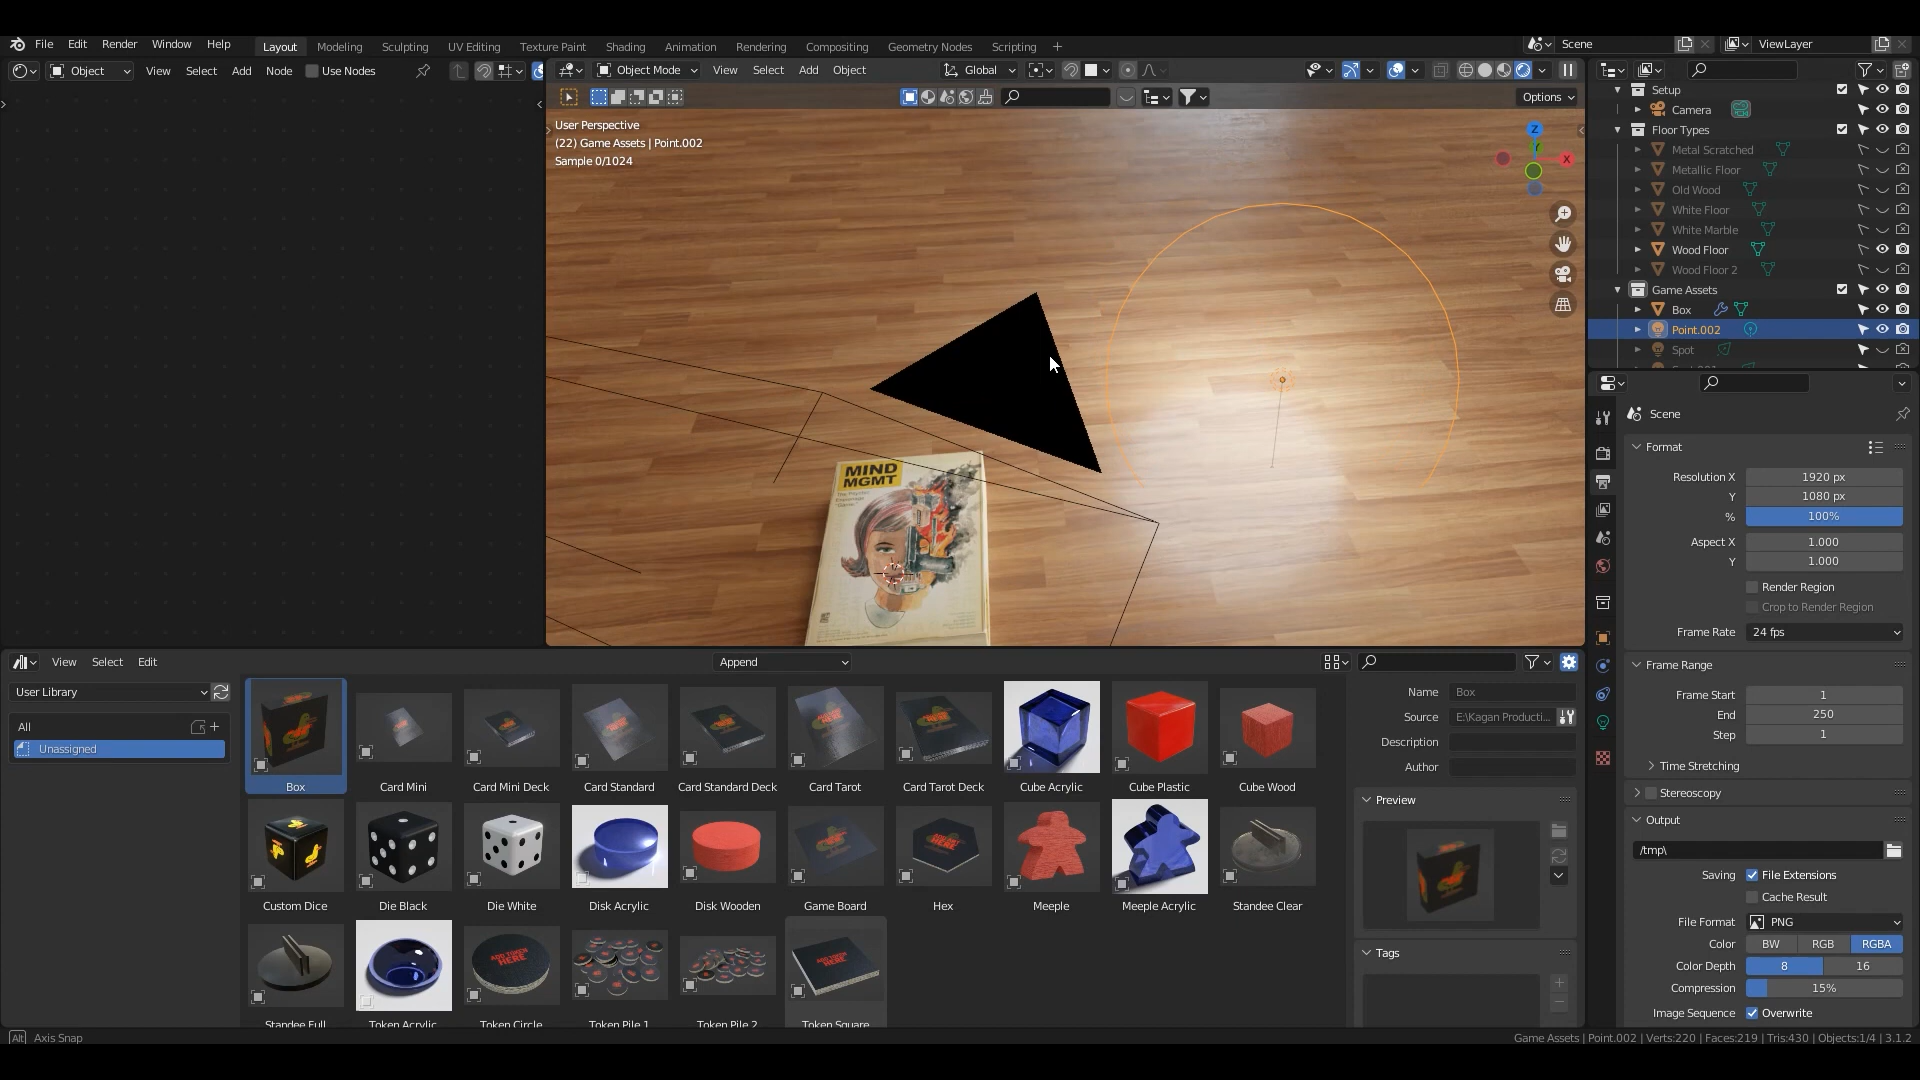 File Edit Render Window Help
Layout Modeling Sculpting UV Editing Texture Paint Shading Animation Rendering Compositing Geometry Nodes Scripting +
Scene
ViewLayer
Object View Select Add Node Use Nodes
Object Mode View Select Add Object Global
Options
User Perspective
(22) Game Assets | Point.002
Sample 0/1024
Z
X
MIND
MGMT
Setup
Camera
Floor Types
Metal Scratched
Metallic Floor
Old Wood
White Floor
White Marble
Wood Floor
Wood Floor 2
Game Assets
Box
Point.002
Spot
Scene
Format
Resolution X 1920 px
Y 1080 px
% 100%
Aspect X 1.000
Y 1.000
Render Region
Crop to Render Region
Frame Rate 24 fps
Frame Range
Frame Start 1
End 250
Step 1
Time Stretching
Stereoscopy
Output
/tmp\
Saving File Extensions
Cache Result
File Format PNG
Color BW RGB RGBA
Color Depth 8 16
Compression 15%
Image Sequence Overwrite
View Select Edit
Append
User Library
All
Unassigned
Box Card Mini Card Mini Deck Card Standard Card Standard Deck Card Tarot Card Tarot Deck Cube Acrylic Cube Plastic Cube Wood
Custom Dice Die Black Die White Disk Acrylic Disk Wooden Game Board Hex Meeple Meeple Acrylic Standee Clear
ADD TOKEN
HERE
Standee Full Token Acrylic Token Circle Token Pile 1 Token Pile 2 Token Square
Name Box
Source E:\Kagan Producti...
Description
Author
Preview
Tags
Alt Axis Snap
Game Assets | Point.002 | Verts:220 | Faces:219 | Tris:430 | Objects:1/4 | 3.1.2